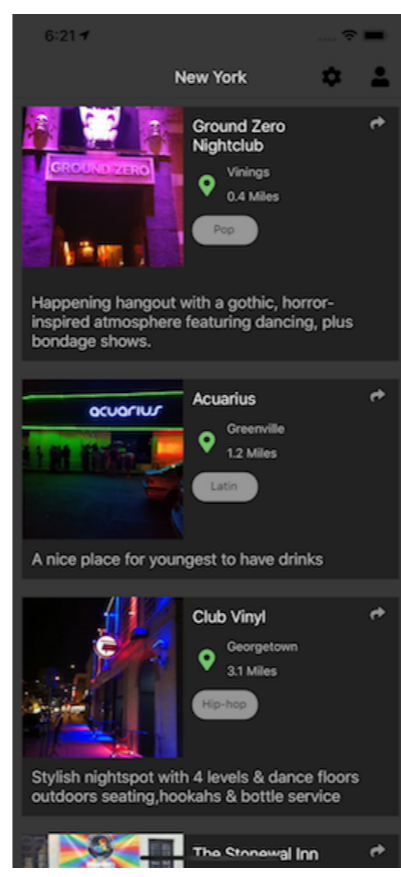 6:21
New York
Ground Zero
Nightclub
GROUND ZERO
Vinings
0.4 Miles
Pop
Happening hangout with a gothic, horror-
inspired atmosphere featuring dancing, plus
bondage shows.
Acuarius
acuarius
Greenville
1.2 Miles
Latin
A nice place for youngest to have drinks
Club Vinyl
Georgetown
3.1 Miles
Hip-hop
Stylish nightspot with 4 levels & dance floors
outdoors seating,hookahs & bottle service
The Stonewal Inn